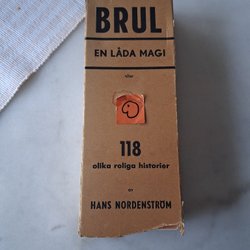 BRUL
EN LÅDA MAGI
eller
118
olika roliga historier
av
HANS NORDENSTRÖM